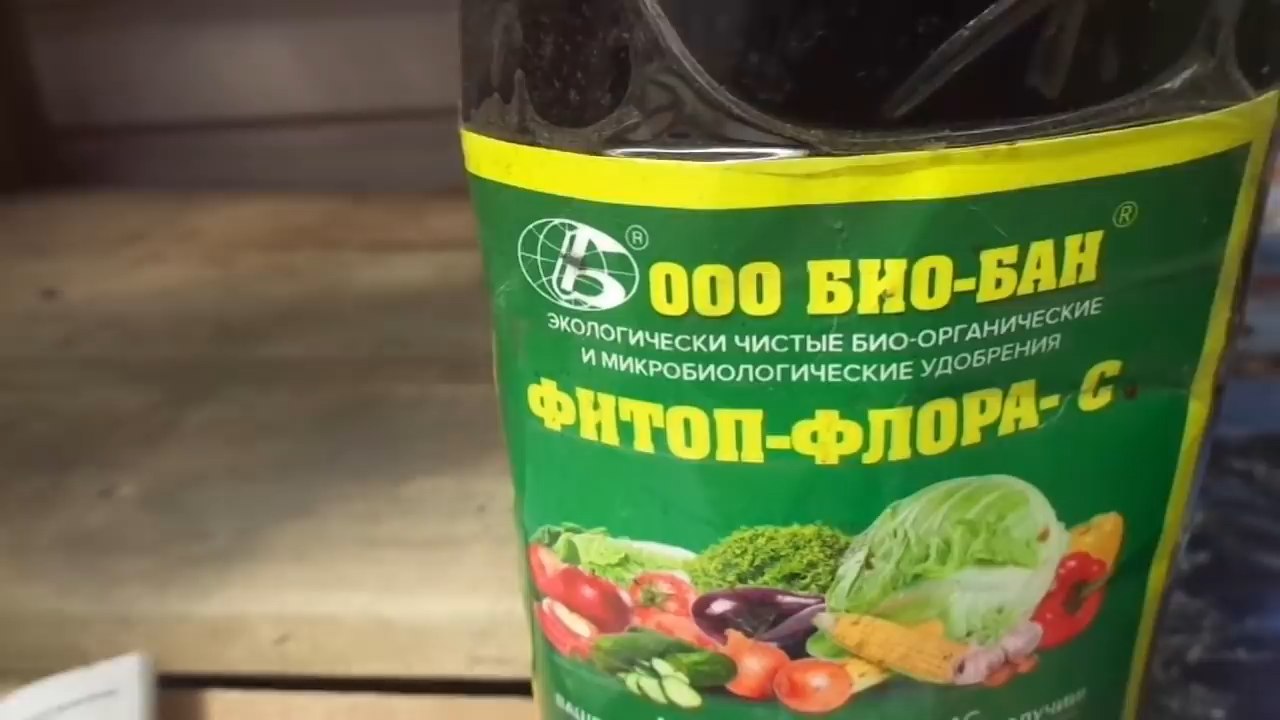 Б ®
ООО БИО-БАН ®
ЭКОЛОГИЧЕСКИ ЧИСТЫЕ БИО-ОРГАНИЧЕСКИЕ
И МИКРОБИОЛОГИЧЕСКИЕ УДОБРЕНИЯ
ФИТОП-ФЛОРА- С